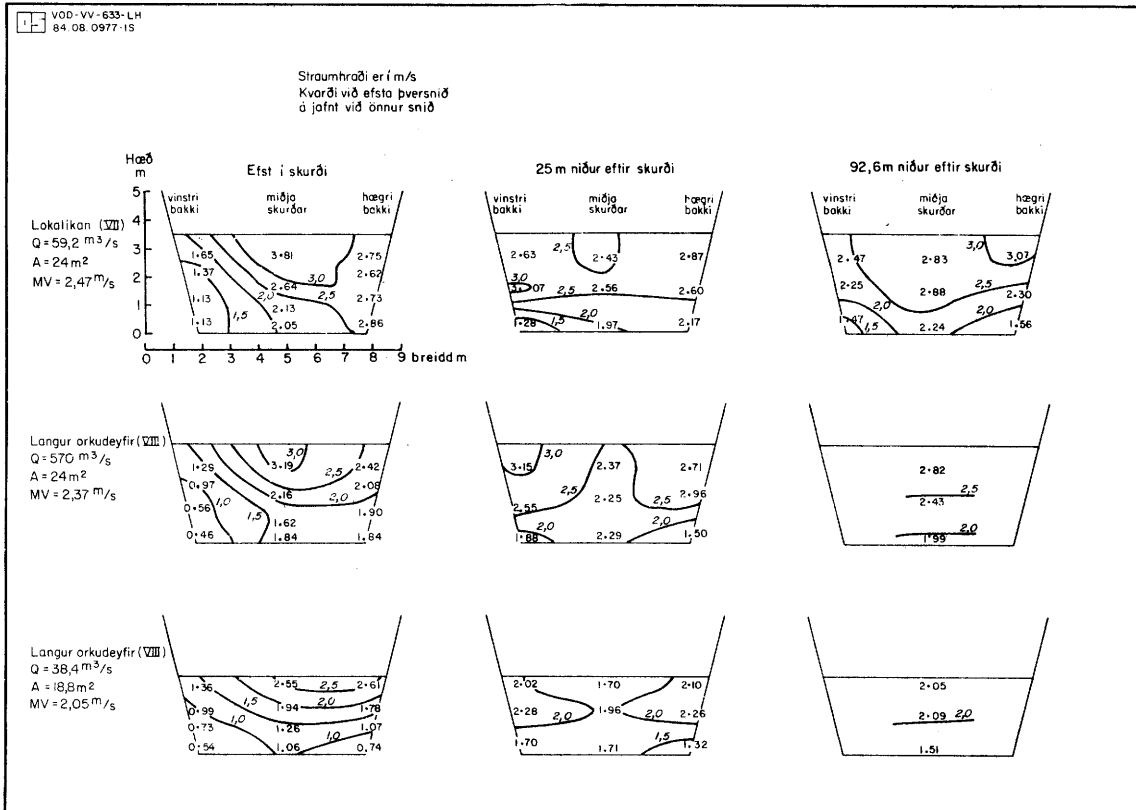 VOD-VV-633-LH
84.08.0977-IS
Straumhraði er í m/s
Kvarði við efsta þversnið
á jafnt við önnur snið
Hæð
m
Efst í skurði
25 m niður eftir skurði
92,6 m niður eftir skurði
vinstri bakki
miðja skurðar
hægri bakki
vinstri bakki
miðja skurðar
hægri bakki
vinstri bakki
miðja skurðar
hægri bakki
5
4
3
2
1
0
0 1 2 3 4 5 6 7 8 9 breidd m
Lokalíkan (VII)
Q = 59,2 m³/s
A = 24 m²
MV = 2,47 m/s
1.65 3.81 2.75
1.37 3,0 2.62
2.64
1.13 2,0 2.13 2,5 2.73
1.13 1,5 2.05 2.86
2.63 2,5 2.43 2.87
3,0
3.07 2,5 2.56 2.60
2,0
1.28 1.97 2.17
3,0 3.07
2.47 2.83
2.25 2,0 2.88 2,5 2.30
2,0
1.47 1,5 2.24 1.56
Langur orkudeyfir (VII)
Q = 570 m³/s
A = 24 m²
MV = 2,37 m/s
1.29 3.19 3,0 2.42
0.97 2.16 2,5 2.08
0.56 1,0 1,5 2,0 1.90
1.62
0.46 1.84 1.84
3.15 2.37 2.71
2,5 2.25 2,5 2.96
2.55
2,0 2,0
1.88 2.29 1.50
2.82
2,5
2.43
2,0
1.99
Langur orkudeyfir (VIII)
Q = 38,4 m³/s
A = 18,8 m²
MV = 2,05 m/s
1.36 2.55 2,5 2.61
0.99 1,5 1.94 2,0 1.78
0.73 1,0 1.26 1.07
1,0
0.54 1.06 0.74
2.02 1.70 2.10
2.28 2,0 1.96 2,0 2.26
1.70 1.71 1,5 1.32
2.05
2.09 2,0
1.51